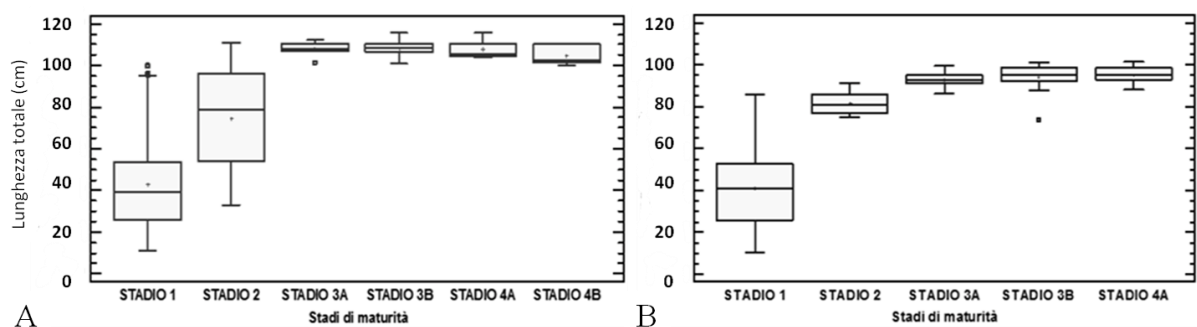 120
100
80
60
40
20
0
Lunghezza totale (cm)
STADIO 1 STADIO 2 STADIO 3A STADIO 3B STADIO 4A STADIO 4B
Stadi di maturità
A
120
100
80
60
40
20
0
STADIO 1 STADIO 2 STADIO 3A STADIO 3B STADIO 4A
Stadi di maturità
B